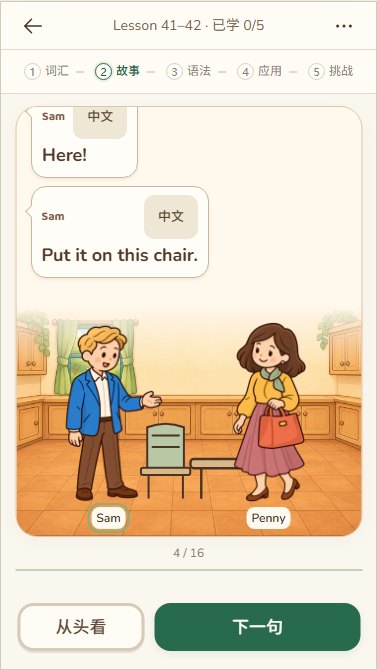 Lesson 41–42 · 已学 0/5
1 词汇 – 2 故事 – 3 语法 – 4 应用 – 5 挑战
Sam 中文
Here!
Sam 中文
Put it on this chair.
Sam Penny
4 / 16
从头看 下一句